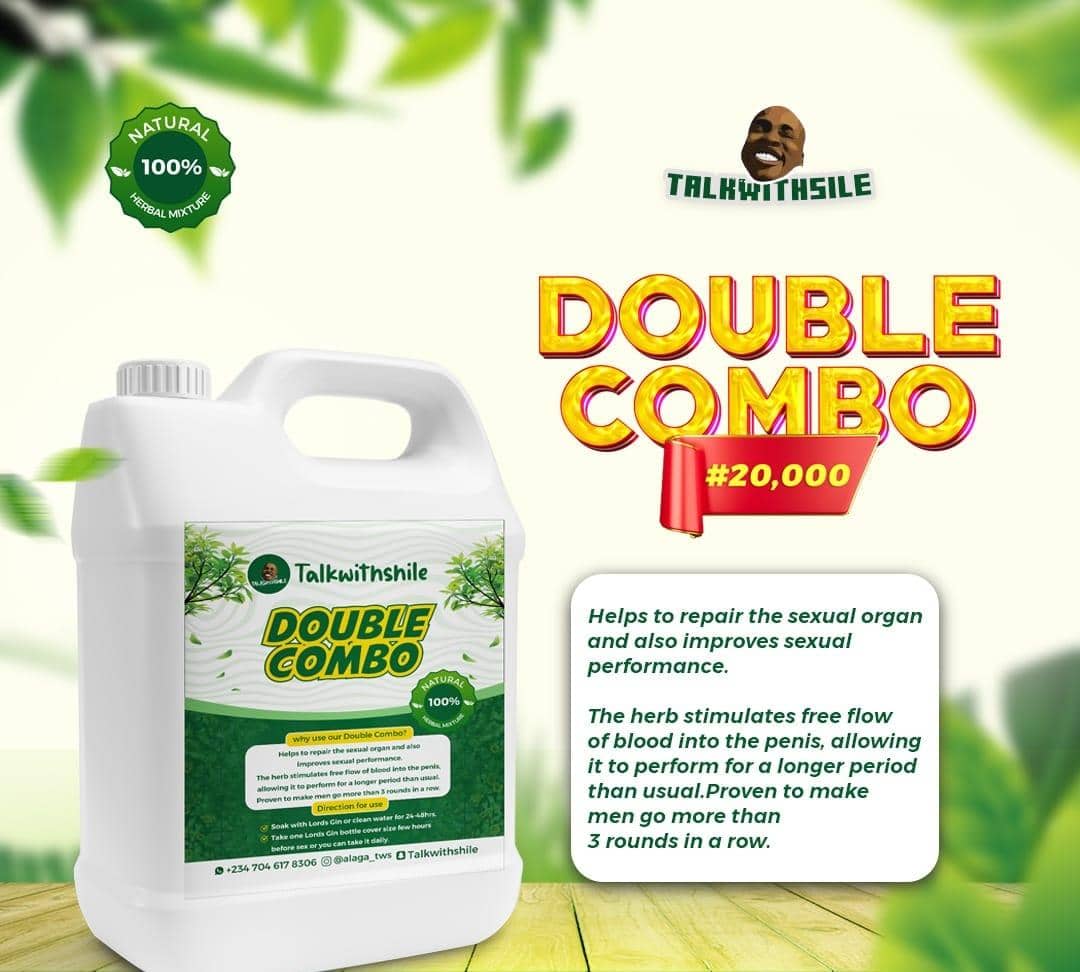 NATURAL
100%
HERBAL MIXTURE
TALKWITHSILE
DOUBLE
COMBO
#20,000
Helps to repair the sexual organ
and also improves sexual
performance.
The herb stimulates free flow
of blood into the penis, allowing
it to perform for a longer period
than usual.Proven to make
men go more than
3 rounds in a row.
Talkwithshile
DOUBLE
COMBO
NATURAL
100%
HERBAL MIXTURE
why use our Double Combo?
Helps to repair the sexual organ and also
improves sexual performance.
The herb stimulates free flow of blood into the penis,
allowing it to perform for a longer period than usual.
Proven to make men go more than 3 rounds in a row.
Direction for use
Soak with Lords Gin or clean water for 24-48hrs.
Take one Lords Gin bottle cover size few hours
before sex or you can take it daily.
+234 704 617 8306 @alaga_tws Talkwithshile